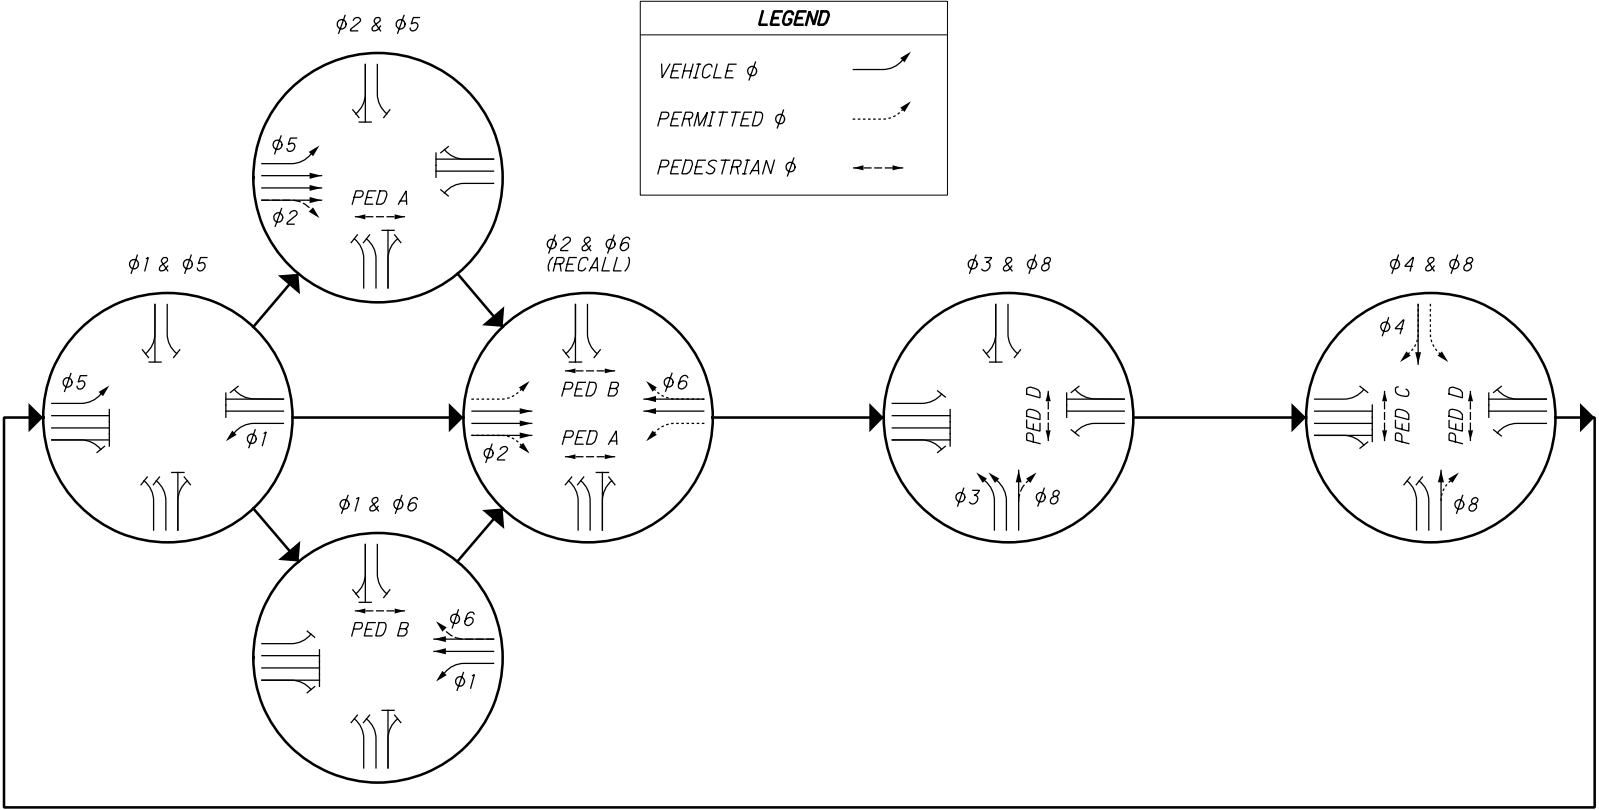 LEGEND
VEHICLE ϕ
PERMITTED ϕ
PEDESTRIAN ϕ
ϕ2 & ϕ5
ϕ5
PED A
ϕ2
ϕ1 & ϕ5
ϕ5
ϕ1
ϕ2 & ϕ6
(RECALL)
PED B
ϕ6
PED A
ϕ2
ϕ1 & ϕ6
PED B
ϕ6
ϕ1
ϕ3 & ϕ8
PED D
ϕ3
ϕ8
ϕ4 & ϕ8
ϕ4
PED C
PED D
ϕ8